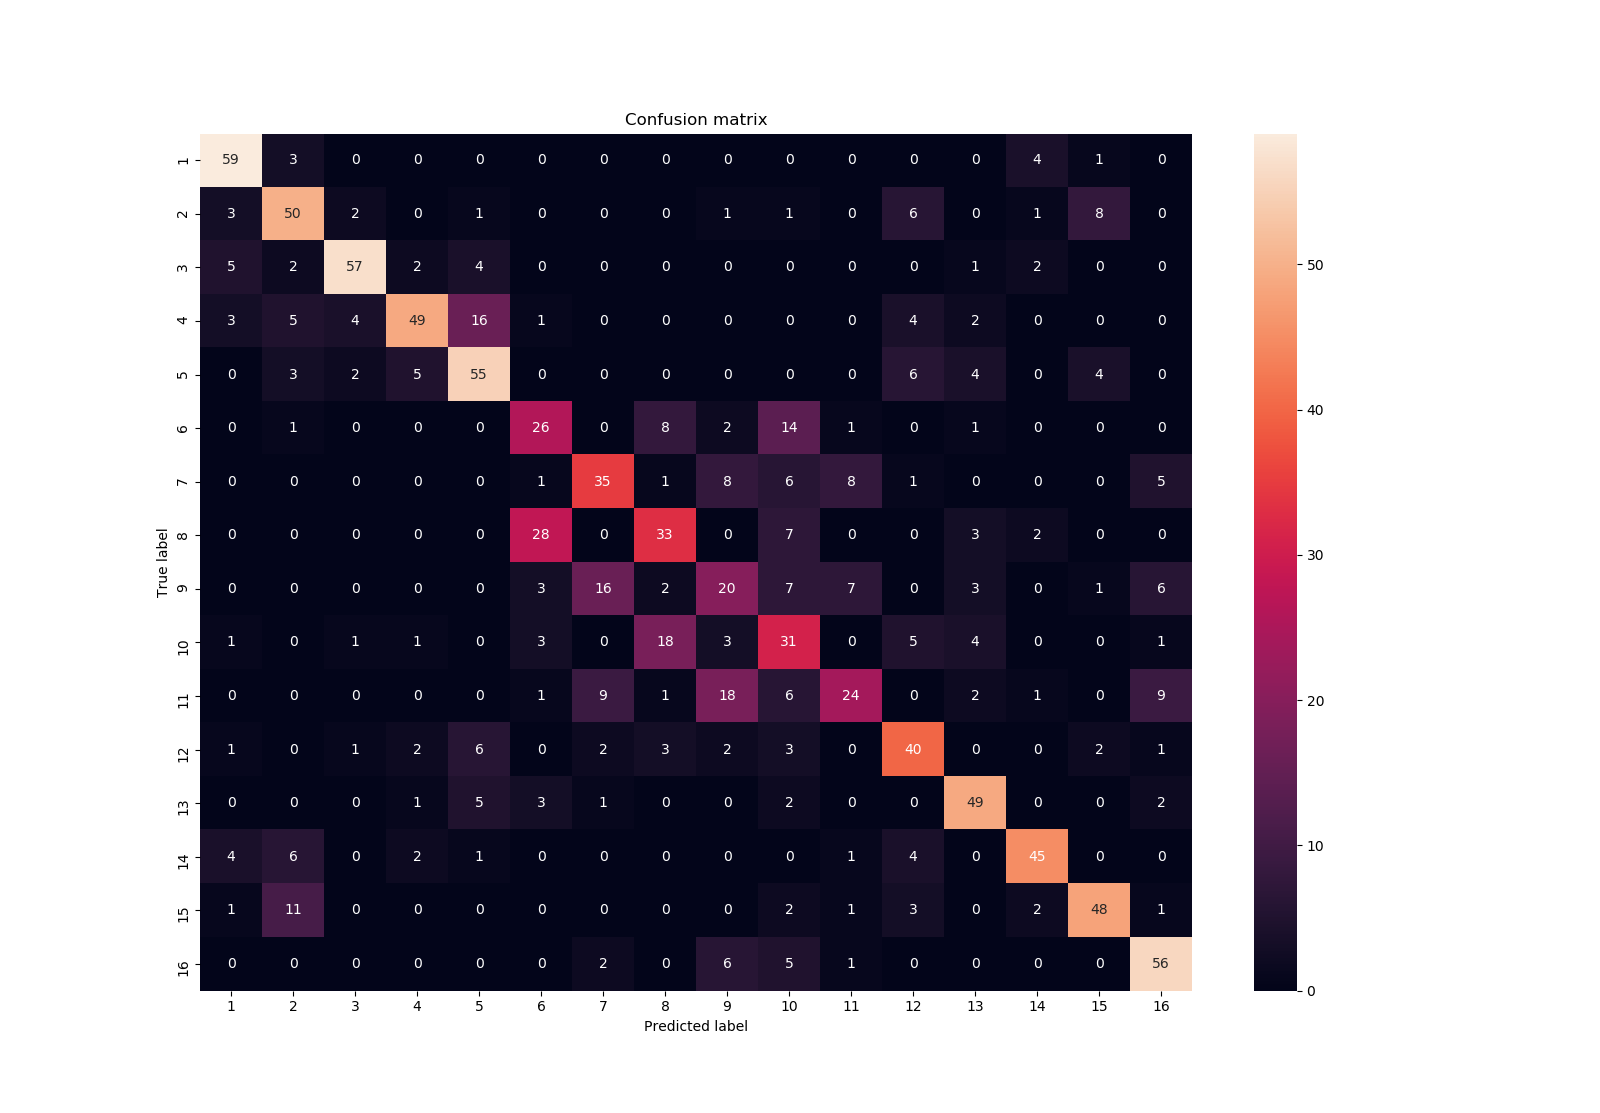 Confusion matrix
True label
1 59 3 0 0 0 0 0 0 0 0 0 0 0 4 1 0
2 3 50 2 0 1 0 0 0 1 1 0 6 0 1 8 0
3 5 2 57 2 4 0 0 0 0 0 0 0 1 2 0 0
4 3 5 4 49 16 1 0 0 0 0 0 4 2 0 0 0
5 0 3 2 5 55 0 0 0 0 0 0 6 4 0 4 0
6 0 1 0 0 0 26 0 8 2 14 1 0 1 0 0 0
7 0 0 0 0 0 1 35 1 8 6 8 1 0 0 0 5
8 0 0 0 0 0 28 0 33 0 7 0 0 3 2 0 0
9 0 0 0 0 0 3 16 2 20 7 7 0 3 0 1 6
10 1 0 1 1 0 3 0 18 3 31 0 5 4 0 0 1
11 0 0 0 0 0 1 9 1 18 6 24 0 2 1 0 9
12 1 0 1 2 6 0 2 3 2 3 0 40 0 0 2 1
13 0 0 0 1 5 3 1 0 0 2 0 0 49 0 0 2
14 4 6 0 2 1 0 0 0 0 0 1 4 0 45 0 0
15 1 11 0 0 0 0 0 0 0 2 1 3 0 2 48 1
16 0 0 0 0 0 0 2 0 6 5 1 0 0 0 0 56
1 2 3 4 5 6 7 8 9 10 11 12 13 14 15 16
Predicted label
50
40
30
20
10
0